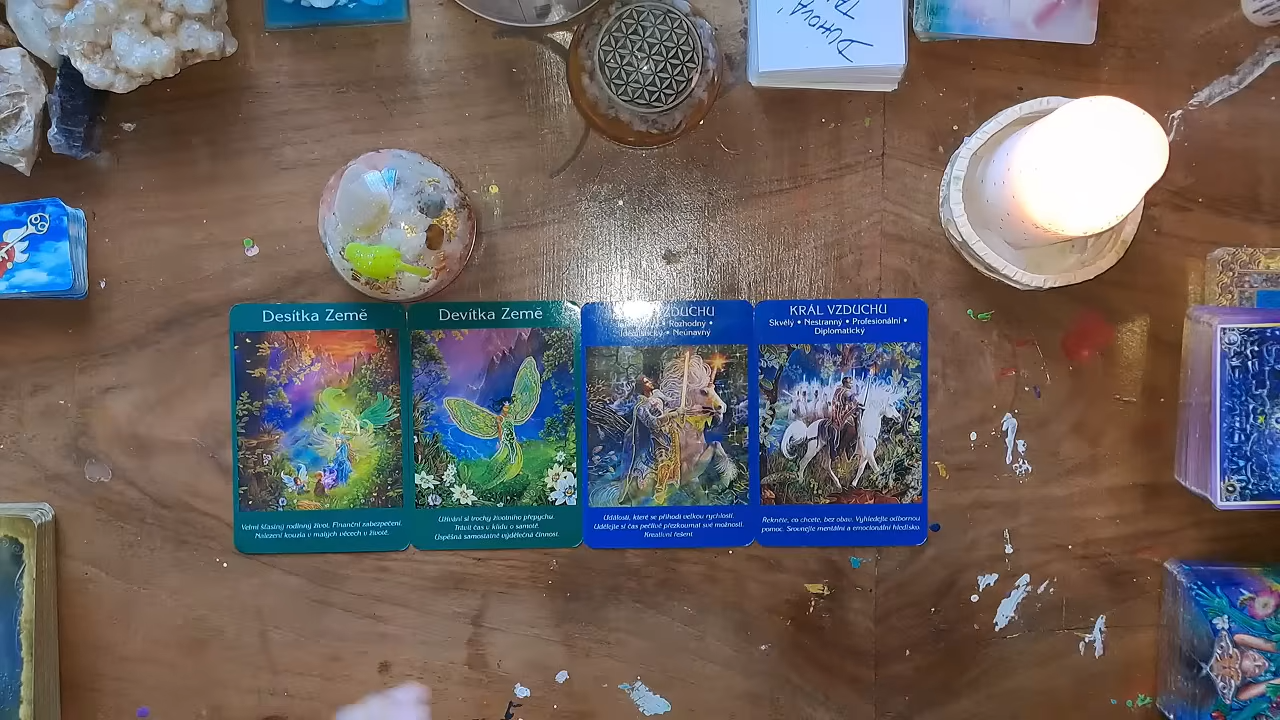 DUHOVÁ
Desítka Země
Velmi šťastný rodinný život. Finanční zabezpečení.
Nalezení kouzla v malých věcech v životě.
Devítka Země
Užívání si trochy životního přepychu.
Trávit čas v klidu o samotě.
Úspěšná samostatně výdělečná činnost.
VZDUCHU
• Rozhodný •
Neúnavný
Události, které se přihodí velkou rychlostí.
Udělejte si čas pečlivě přezkoumat své možnosti.
Kreativní řešení.
KRÁL VZDUCHU
Skvělý • Nestranný • Profesionální •
Diplomatický
Rekněte, co chcete, bez obav. Vyhledejte odbornou
pomoc. Srovnejte mentální a emocionální hledisko.